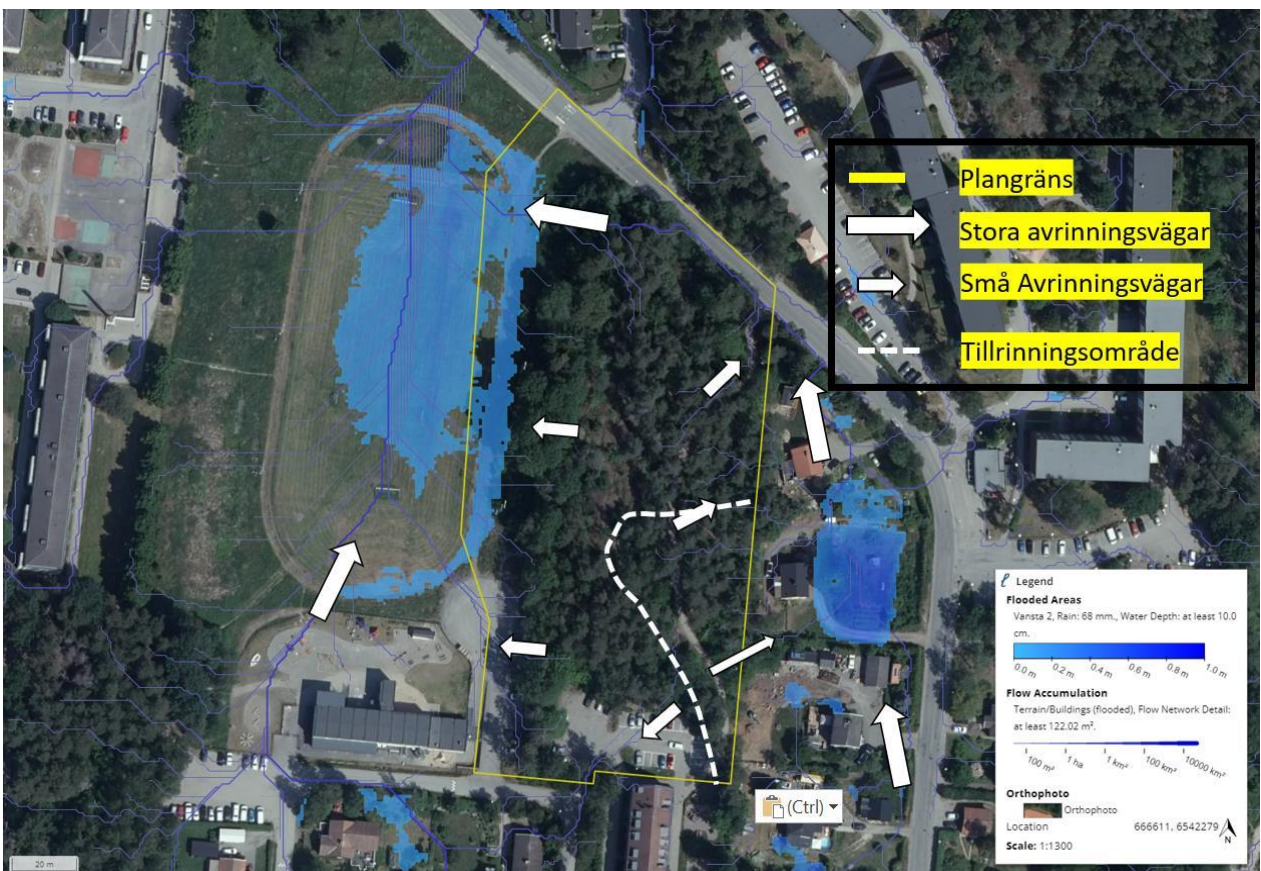 Plangräns
Stora avrinningsvägar
Små Avrinningsvägar
Tillrinningsområde
(Ctrl)
Legend
Flooded Areas
Vansta 2, Rain: 68 mm., Water Depth: at least 10.0
cm.
0.0 m 0.2 m 0.4 m 0.6 m 0.8 m 1.0 m
Flow Accumulation
Terrain/Buildings (flooded), Flow Network Detail:
at least 122.02 m².
100 m² 1 ha 1 km² 100 km² 10000 km²
Orthophoto
Orthophoto
Location 666611, 6542279
Scale: 1:1300
N
20 m